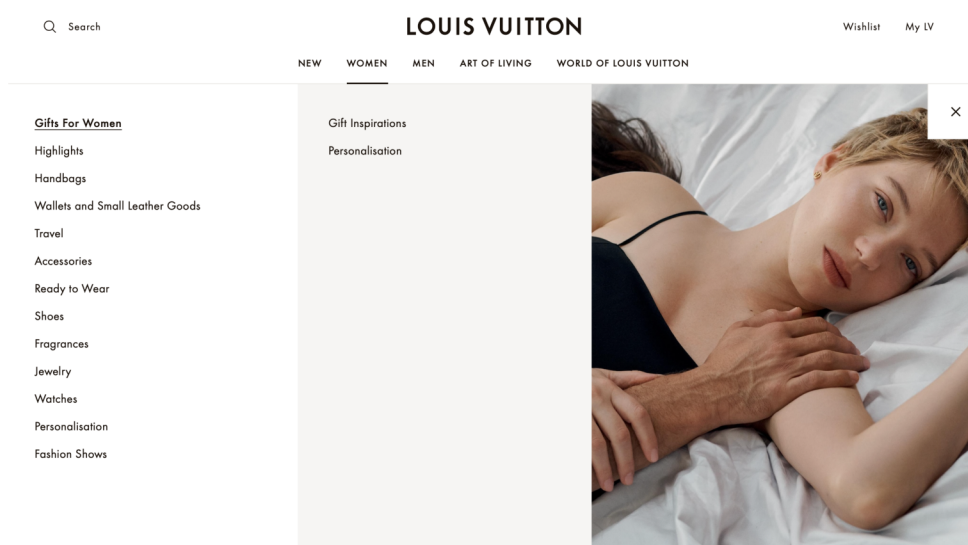 Search
LOUIS VUITTON
Wishlist
My LV
NEW
WOMEN
MEN
ART OF LIVING
WORLD OF LOUIS VUITTON
Gifts For Women
Highlights
Handbags
Wallets and Small Leather Goods
Travel
Accessories
Ready to Wear
Shoes
Fragrances
Jewelry
Watches
Personalisation
Fashion Shows
Gift Inspirations
Personalisation